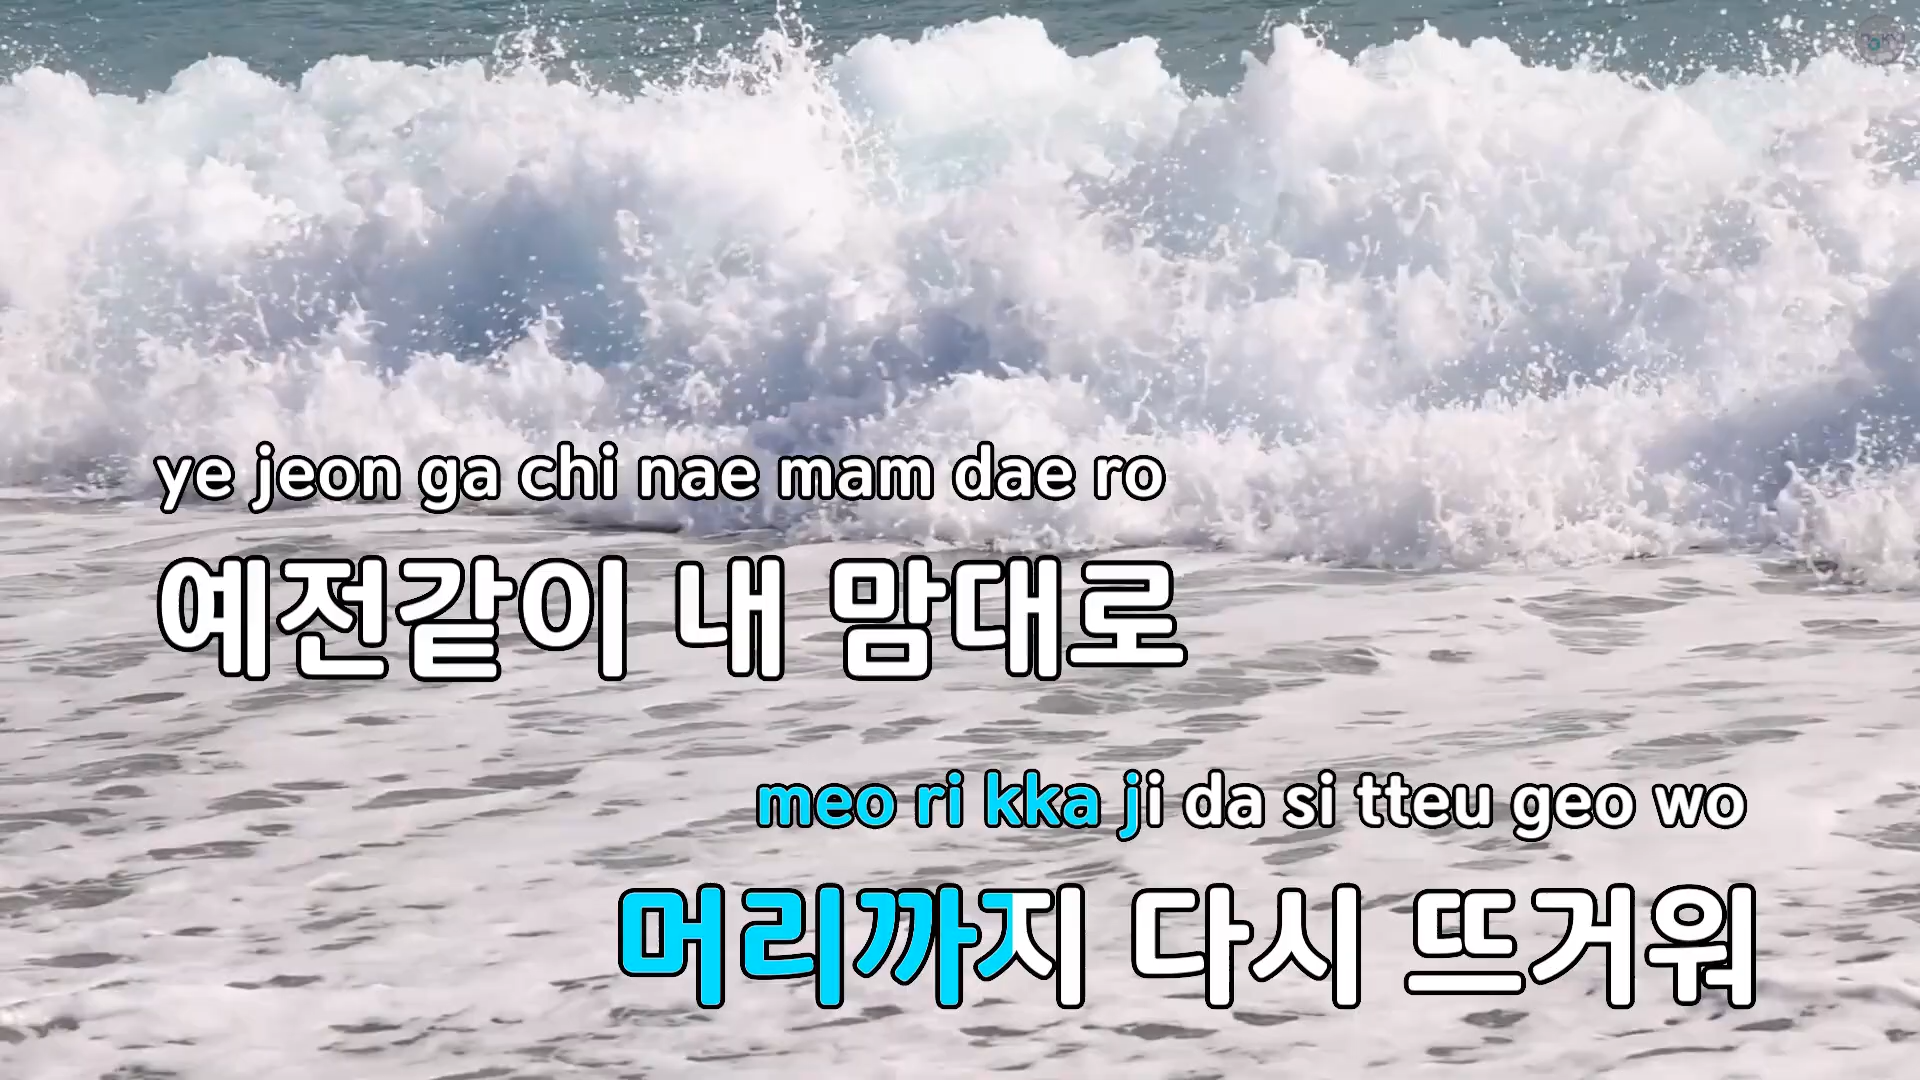 ye jeon ga chi nae mam dae ro
예전같이 내 맘대로
meo ri kka ji da si tteu geo wo
머리까지 다시 뜨거워